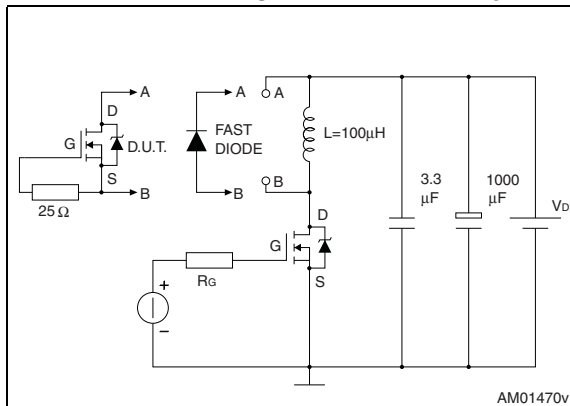 A
D
G
D.U.T.
S
B
25 Ω
A
FAST
DIODE
B
A
L=100µH
B
D
G
S
RG
+
–
3.3
µF
1000
µF
VD
AM01470v